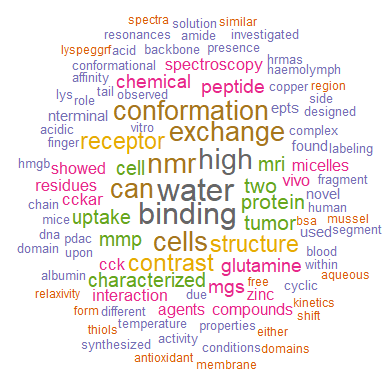 spectra solution similar
resonances amide investigated
lyspeggrf acid backbone presence
conformational spectroscopy hrmas
affinity chemical peptide haemolymph
lys role tail observed copper region
nterminal conformation epts side designed
acidic vitro receptor exchange complex
finger found labeling
hmgb showed cell nmr high mri micelles
residues can water two vivo fragment
chain cckar novel
mice uptake binding protein human
dna pdac mmp cells tumor bsa mussel
domain upon structure used segment
cck contrast glutamine blood
albumin characterized mgs free within aqueous
relaxivity interaction due zinc cyclic kinetics
form different agents compounds shift
thiols temperature properties either
synthesized activity conditions domains
antioxidant membrane